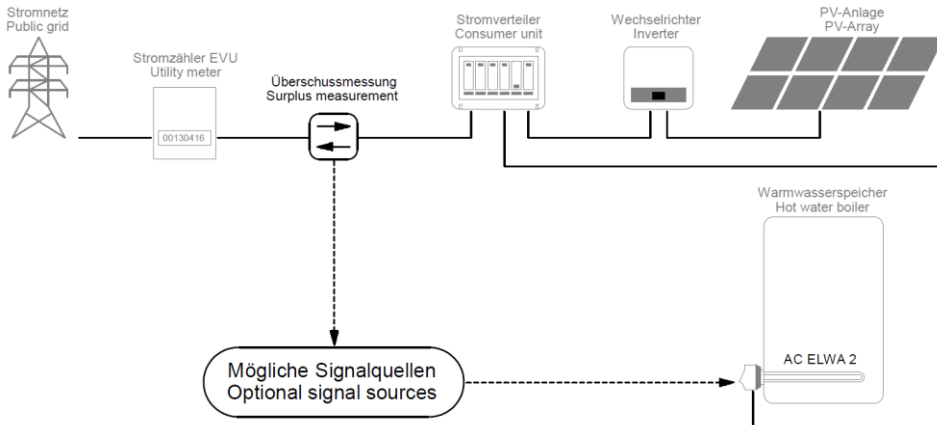 Stromnetz
Public grid
Stromzähler EVU
Utility meter
00130416
Überschussmessung
Surplus measurement
Stromverteiler
Consumer unit
Wechselrichter
Inverter
PV-Anlage
PV-Array
Warmwasserspeicher
Hot water boiler
AC ELWA 2
Mögliche Signalquellen
Optional signal sources